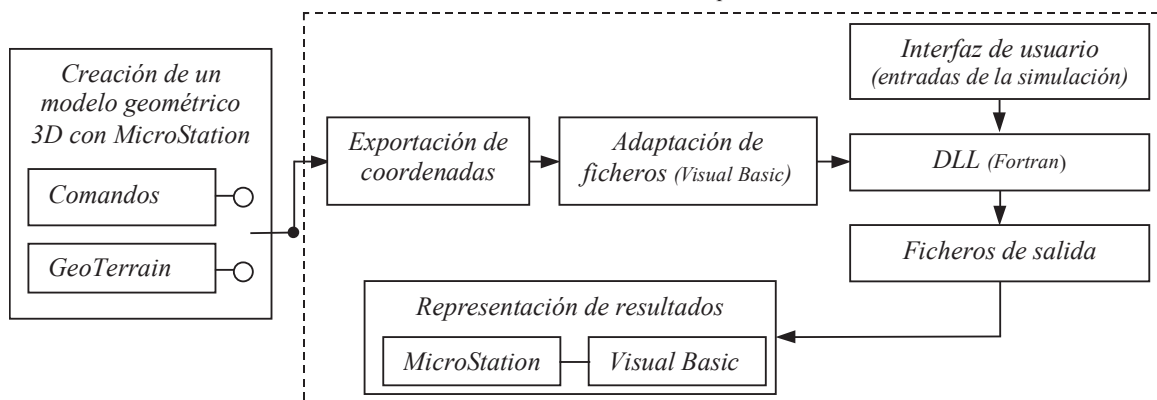 Creación de un
modelo geométrico
3D con MicroStation
Comandos
GeoTerrain
Exportación de
coordenadas
Adaptación de
ficheros (Visual Basic)
Interfaz de usuario
(entradas de la simulación)
DLL (Fortran)
Ficheros de salida
Representación de resultados
MicroStation
Visual Basic